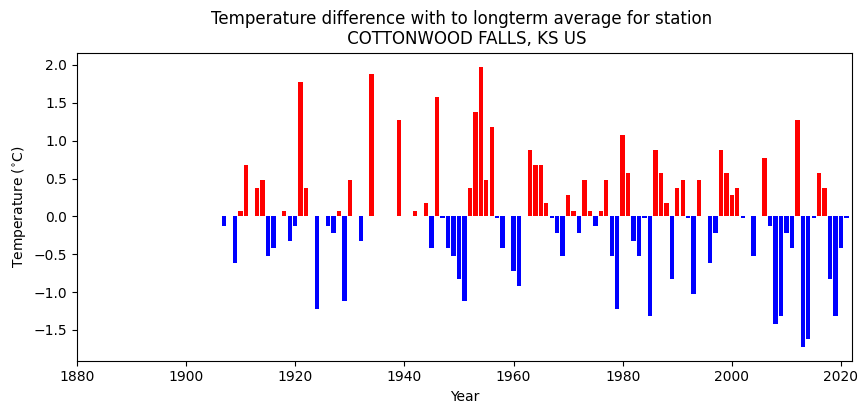 Temperature difference with to longterm average for station
COTTONWOOD FALLS, KS US
2.0
1.5
1.0
0.5
0.0
−0.5
−1.0
−1.5
Temperature (°C)
1880 1900 1920 1940 1960 1980 2000 2020
Year